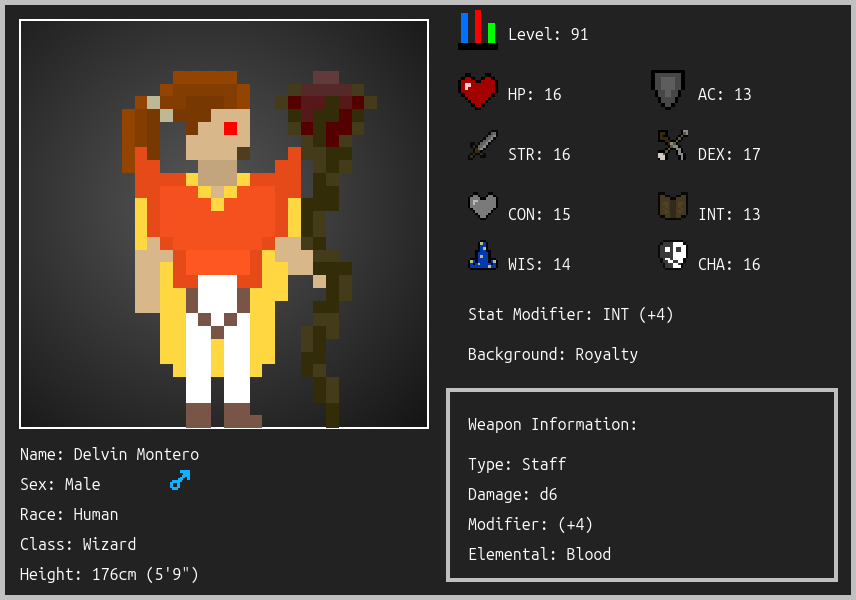 Level: 91
HP: 16
AC: 13
STR: 16
DEX: 17
CON: 15
INT: 13
WIS: 14
CHA: 16
Stat Modifier: INT (+4)
Background: Royalty
Weapon Information:
Type: Staff
Damage: d6
Modifier: (+4)
Elemental: Blood
Name: Delvin Montero
Sex: Male
Race: Human
Class: Wizard
Height: 176cm (5'9")